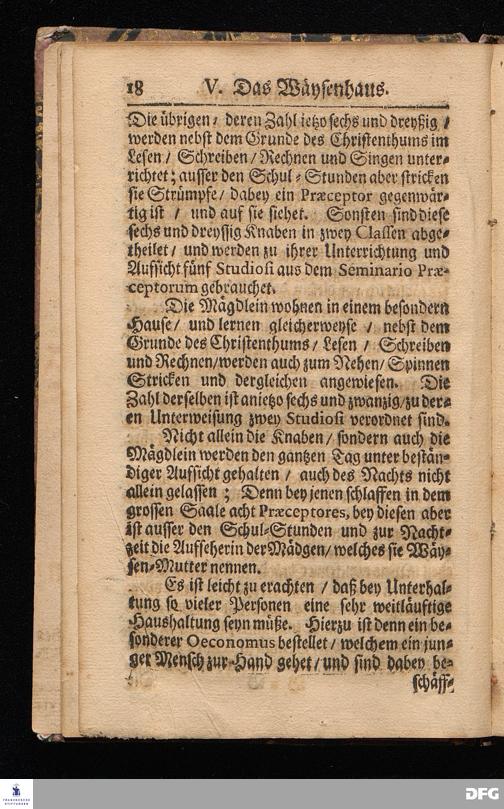 18 V. Das Wäysenhaus.
Die übrigen / deren Zahl ietzo sechs und dreyßig /
werden nebst dem Grunde des Christenthums im
Lesen / Schreiben / Rechnen und Singen unter-
richtet; ausser den Schul-Stunden aber stricken
sie Strümpfe / dabey ein Præceptor gegenwär-
tig ist / und auf sie siehet. Sonsten sind diese
sechs und dreyssig Knaben in zwey Classen abge-
theilet / und werden zu ihrer Unterrichtung und
Aufsicht fünf Studiosi aus dem Seminario Præ-
ceptorum gebrauchet.
Die Mägdlein wohnen in einem besondern
Hause / und lernen gleicherweyse / nebst dem
Grunde des Christenthums / Lesen / Schreiben
und Rechnen / werden auch zum Nehen / Spinnen
Stricken und dergleichen angewiesen. Die
Zahl derselben ist anietzo sechs und zwanzig / zu der-
en Unterweisung zwey Studiosi verordnet sind.
Nicht allein die Knaben / sondern auch die
Mägdlein werden den gantzen Tag unter bestän-
diger Aufsicht gehalten / auch des Nachts nicht
allein gelassen ; Denn bey jenen schlaffen in dem
grossen Saale acht Præceptores, bey diesen aber
ist ausser den Schul-Stunden und zur Nacht-
zeit die Aufseherin der Mädgen / welches sie Wäy-
sen-Mutter nennen.
Es ist leicht zu erachten / daß bey Unterhal-
tung so vieler Personen eine sehr weitläuftige
Haushaltung seyn müße. Hierzu ist denn ein be-
sonderer Oeconomus bestellet / welchem ein jun-
ger Mensch zur Hand gehet / und sind dabey be-
schäff-
FRANCKESCHE
STIFTUNGEN
DFG